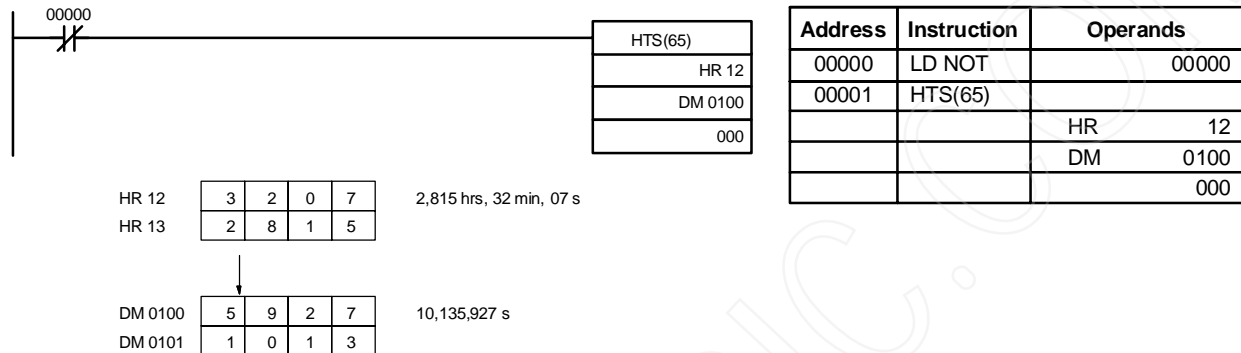 00000
HTS(65)
HR 12
DM 0100
000
Address Instruction Operands
00000 LD NOT 00000
00001 HTS(65)
HR 12
DM 0100
000
HR 12 3 2 0 7 2,815 hrs, 32 min, 07 s
HR 13 2 8 1 5
DM 0100 5 9 2 7 10,135,927 s
DM 0101 1 0 1 3